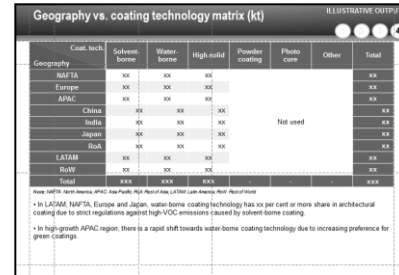 Geography vs. coating technology matrix (kt)
ILLUSTRATIVE OUTPUT
4
Coat. tech.
Geography
Solvent-borne Water-borne High-solid Powder coating Photo cure Other Total
NAFTA xx xx xx xx
Europe xx xx xx xx
APAC xx xx xx xx
China xx xx xx xx
India xx xx xx Not used xx
Japan xx xx xx xx
RoA xx xx xx xx
LATAM xx xx xx xx
RoW xx xx xx xx
Total xxx xxx xxx - - - xxx
Note: NAFTA: North America, APAC: Asia Pacific, RoA: Rest of Asia; LATAM: Latin America, RoW: Rest of World
• In LATAM, NAFTA, Europe and Japan, water-borne coating technology has xx per cent or more share in architectural
coating due to strict regulations against high-VOC emissions caused by solvent-borne coating.
• In high-growth APAC region, there is a rapid shift towards water-borne coating technology due to increasing preference for
green coatings.